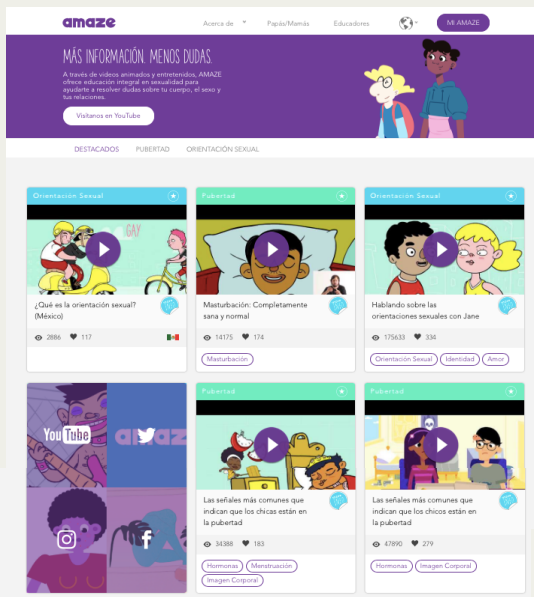 amaze
Acerca de
Papás/Mamás
Educadores
MI AMAZE
MÁS INFORMACIÓN. MENOS DUDAS.
A través de videos animados y entretenidos, AMAZE
ofrece educación integral en sexualidad para
ayudarte a resolver dudas sobre tu cuerpo, el sexo y
tus relaciones.
Visítanos en YouTube
DESTACADOS
PUBERTAD
ORIENTACIÓN SEXUAL
Orientación Sexual
GAY
¿Qué es la orientación sexual?
(México)
2886
117
Pubertad
Masturbación: Completamente
sana y normal
14175
174
Masturbación
Orientación Sexual
Hablando sobre las
orientaciones sexuales con Jane
175633
334
Orientación Sexual
Identidad
Amor
YouTube
amaz
Pubertad
Las señales más comunes que
indican que los chicas están en
la pubertad
34388
183
Hormonas
Menstruación
Imagen Corporal
Pubertad
Las señales más comunes que
indican que los chicos están en
la pubertad
47890
279
Hormonas
Imagen Corporal